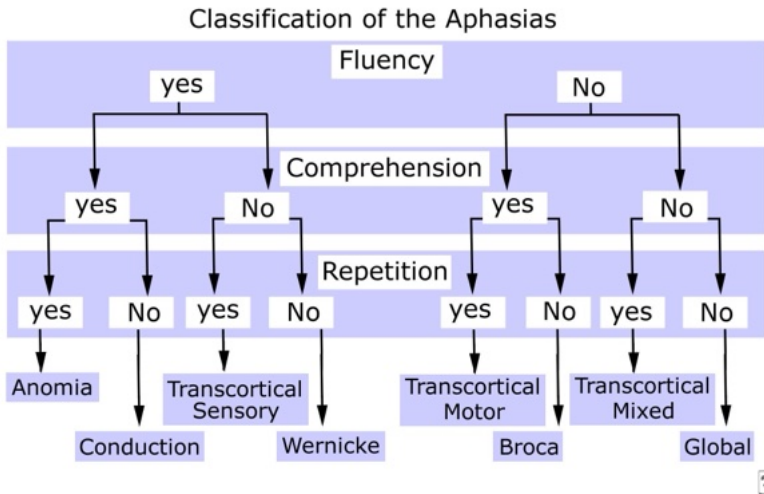 Classification of the Aphasias
Fluency
yes No
Comprehension
yes No yes No
Repetition
yes No yes No yes No yes No
Anomia
Transcortical
Sensory
Transcortical
Motor
Transcortical
Mixed
Conduction Wernicke Broca Global